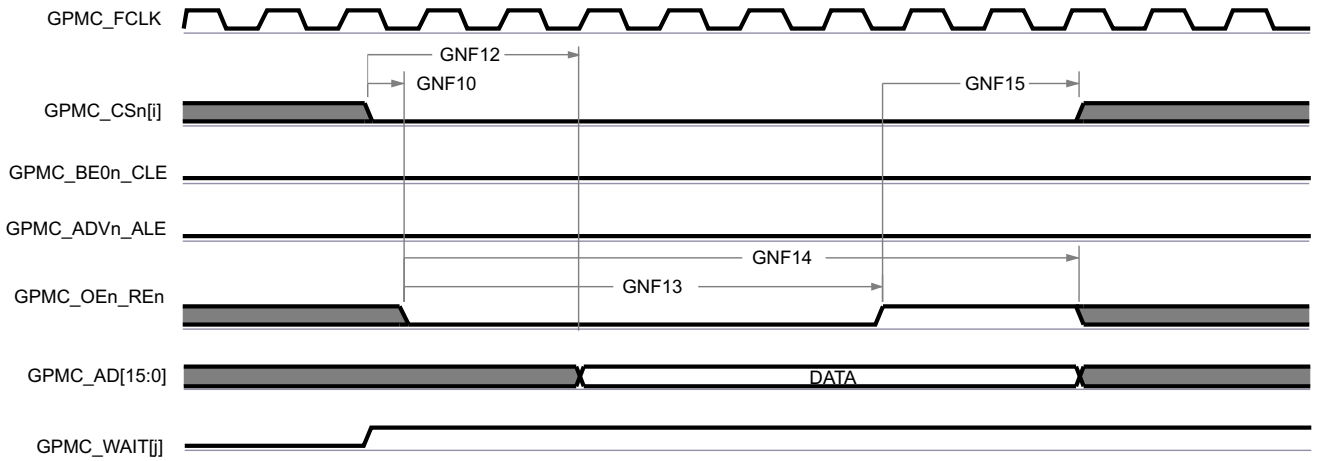 GPMC_FCLK
GNF12
GNF10
GNF15
GPMC_CSn[i]
GPMC_BE0n_CLE
GPMC_ADVn_ALE
GNF14
GNF13
GPMC_OEn_REn
GPMC_AD[15:0]
DATA
GPMC_WAIT[j]